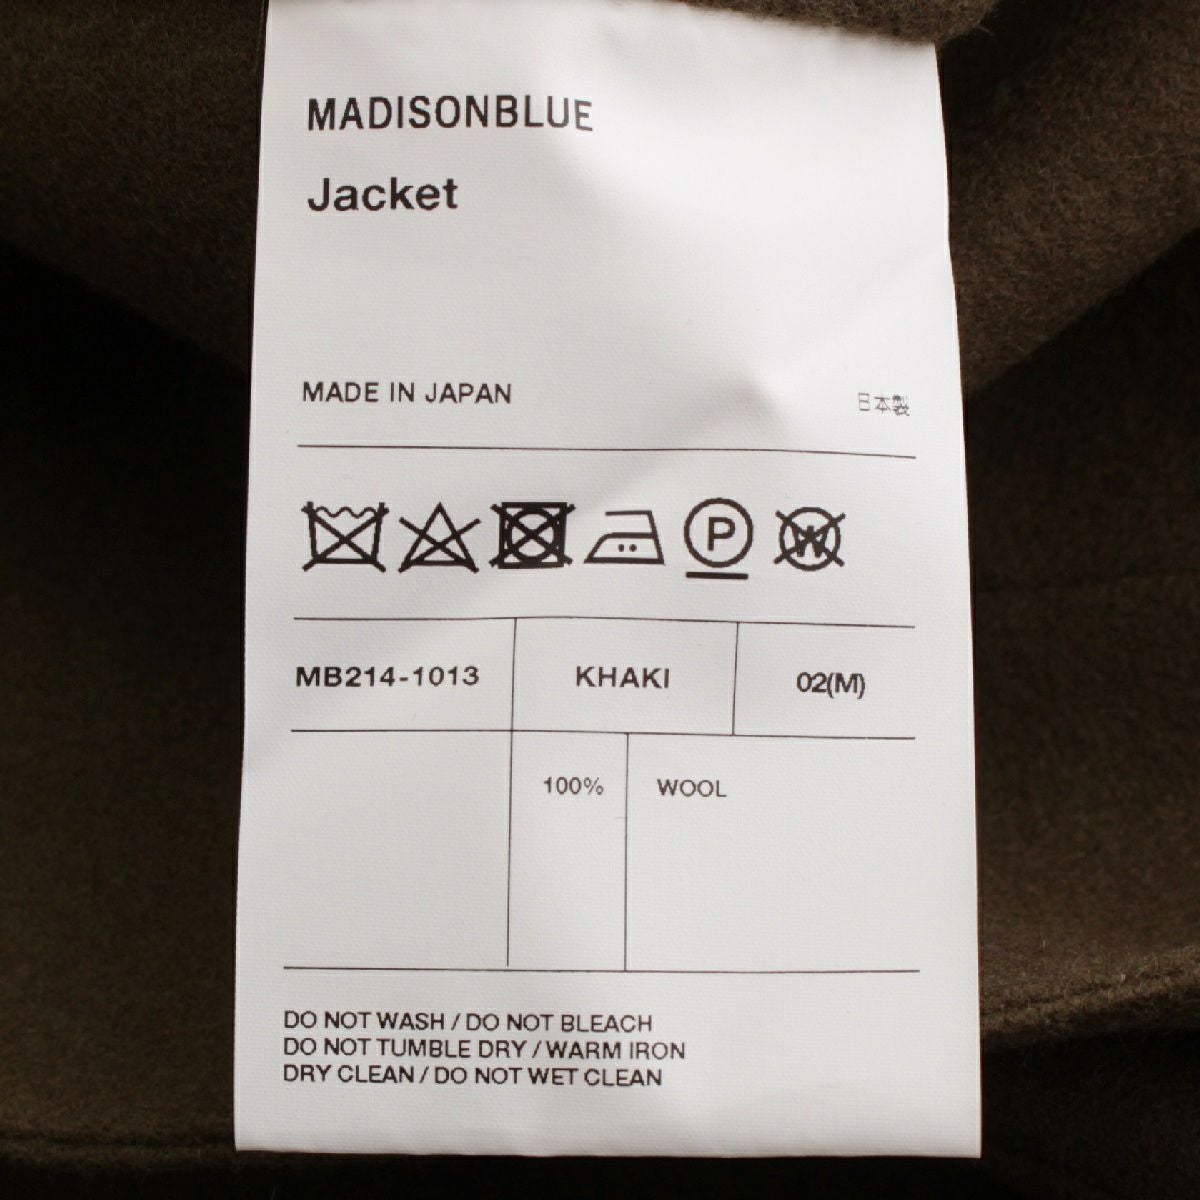 MADISONBLUE
Jacket
MADE IN JAPAN 日本製
P W
MB214-1013 KHAKI 02(M)
100% WOOL
DO NOT WASH / DO NOT BLEACH
DO NOT TUMBLE DRY / WARM IRON
DRY CLEAN / DO NOT WET CLEAN